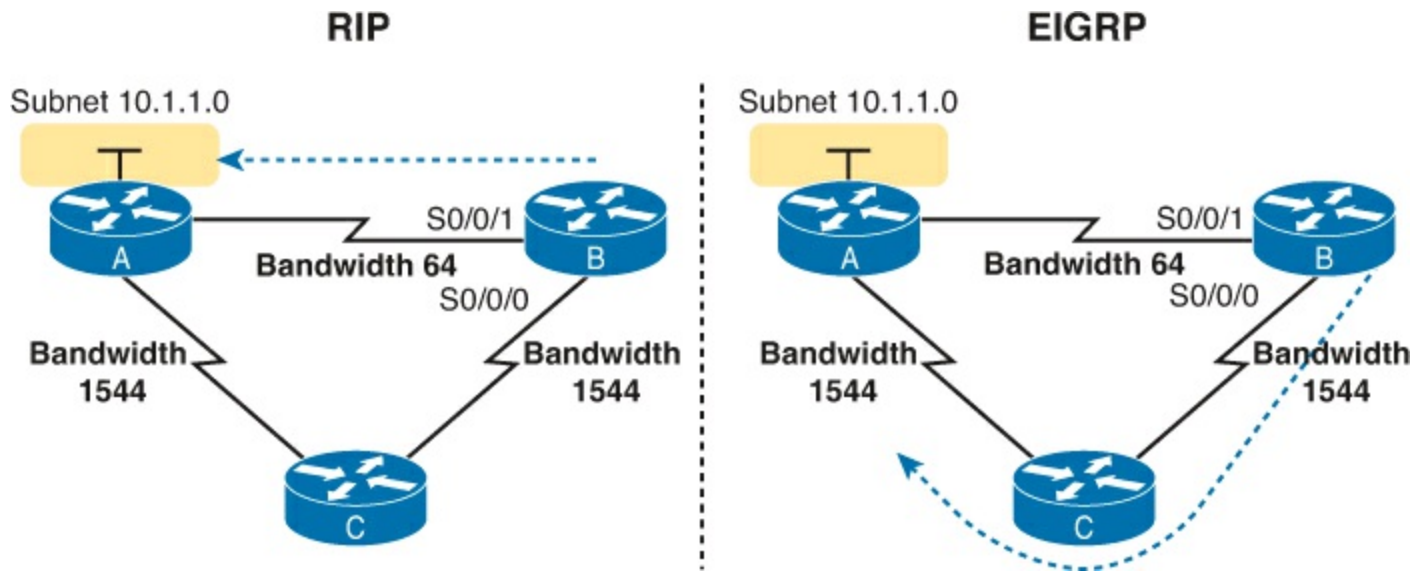 RIP
Subnet 10.1.1.0
A
S0/0/1
B
Bandwidth 64
S0/0/0
Bandwidth
1544
Bandwidth
1544
C
EIGRP
Subnet 10.1.1.0
A
S0/0/1
B
Bandwidth 64
S0/0/0
Bandwidth
1544
Bandwidth
1544
C